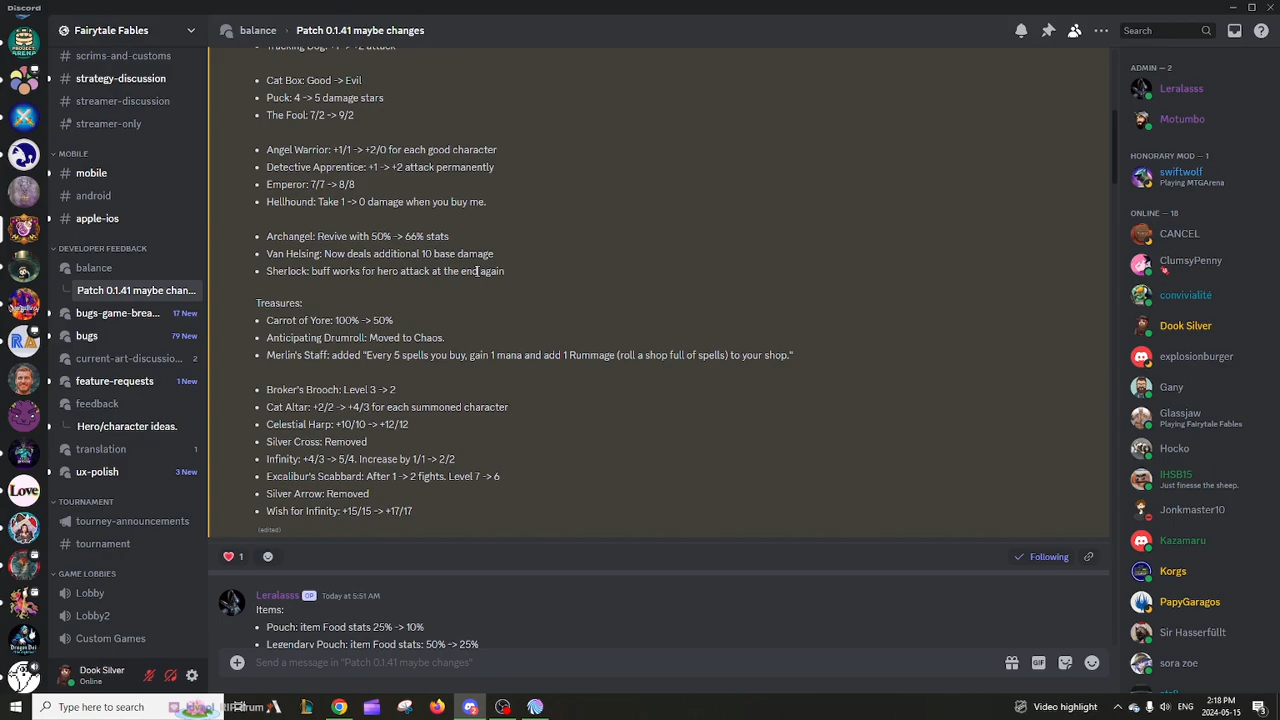 Discord
Fairytale Fables
balance
Patch 0.1.41 maybe changes
Search
scrims-and-customs
strategy-discussion
streamer-discussion
streamer-only
MOBILE
mobile
android
apple-ios
DEVELOPER FEEDBACK
balance
Patch 0.1.41 maybe chan...
bugs-game-brea... 17 New
bugs 79 New
current-art-discussio... 2
feature-requests 1 New
feedback
Hero/character ideas.
translation 1
ux-polish 3 New
TOURNAMENT
tourney-announcements
tournament
GAME LOBBIES
Lobby
Lobby2
Custom Games
Dook Silver
Online
Tracking Dog: +1 -> +2 attack
Cat Box: Good -> Evil
Puck: 4 -> 5 damage stars
The Fool: 7/2 -> 9/2
Angel Warrior: +1/1 -> +2/0 for each good character
Detective Apprentice: +1 -> +2 attack permanently
Emperor: 7/7 -> 8/8
Hellhound: Take 1 -> 0 damage when you buy me.
Archangel: Revive with 50% -> 66% stats
Van Helsing: Now deals additional 10 base damage
Sherlock: buff works for hero attack at the end again
Treasures:
Carrot of Yore: 100% -> 50%
Anticipating Drumroll: Moved to Chaos.
Merlin's Staff: added "Every 5 spells you buy, gain 1 mana and add 1 Rummage (roll a shop full of spells) to your shop."
Broker's Brooch: Level 3 -> 2
Cat Altar: +2/2 -> +4/3 for each summoned character
Celestial Harp: +10/10 -> +12/12
Silver Cross: Removed
Infinity: +4/3 -> 5/4. Increase by 1/1 -> 2/2
Excalibur's Scabbard: After 1 -> 2 fights. Level 7 -> 6
Silver Arrow: Removed
Wish for Infinity: +15/15 -> +17/17
(edited)
1
Following
Leralasss OP Today at 5:51 AM
Items:
Pouch: item Food stats 25% -> 10%
Legendary Pouch: item Food stats: 50% -> 25%
Send a message in "Patch 0.1.41 maybe changes"
GIF
ADMIN — 2
Leralasss
Motumbo
HONORARY MOD — 1
swiftwolf
Playing MTGArena
ONLINE — 18
CANCEL
ClumsyPenny
convivialité
Dook Silver
explosionburger
Gany
Glassjaw
Playing Fairytale Fables
Hocko
IHSB15
Just finesse the sperg.
Jonkmaster10
Kazamaru
Korgs
PapyGaragos
Sir Hasserfüllt
sora zoe
Love
RA
Type here to search
Video highlight
ENG
2:18 PM
2024-05-15